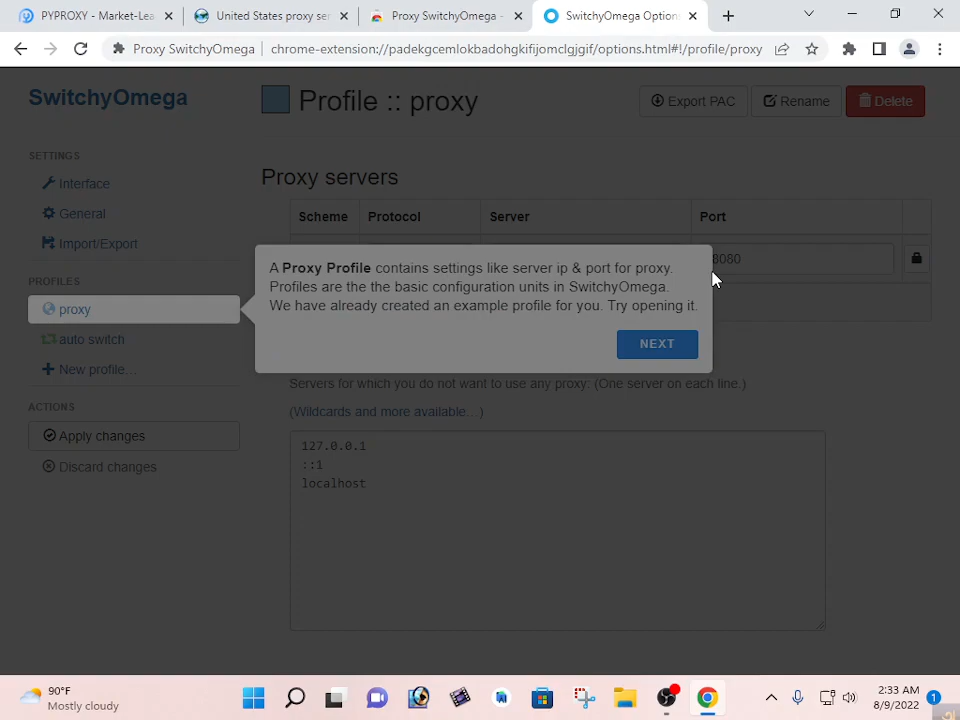 PYPROXY - Market-Lea
United States proxy ser
Proxy SwitchyOmega -
SwitchyOmega Option
Proxy SwitchyOmega
chrome-extension://padekgcemlokbadohgkifijomclgjgif/options.html#!/profile/proxy
SwitchyOmega
Profile :: proxy
Export PAC
Rename
Delete
SETTINGS
Interface
General
Import/Export
PROFILES
proxy
auto switch
New profile...
ACTIONS
Apply changes
Discard changes
Proxy servers
Scheme Protocol Server Port
8080
A Proxy Profile contains settings like server ip & port for proxy.
Profiles are the the basic configuration units in SwitchyOmega.
We have already created an example profile for you. Try opening it.
NEXT
Servers for which you do not want to use any proxy: (One server on each line.)
(Wildcards and more available...)
127.0.0.1
::1
localhost
90°F
Mostly cloudy
2:33 AM
8/9/2022
1